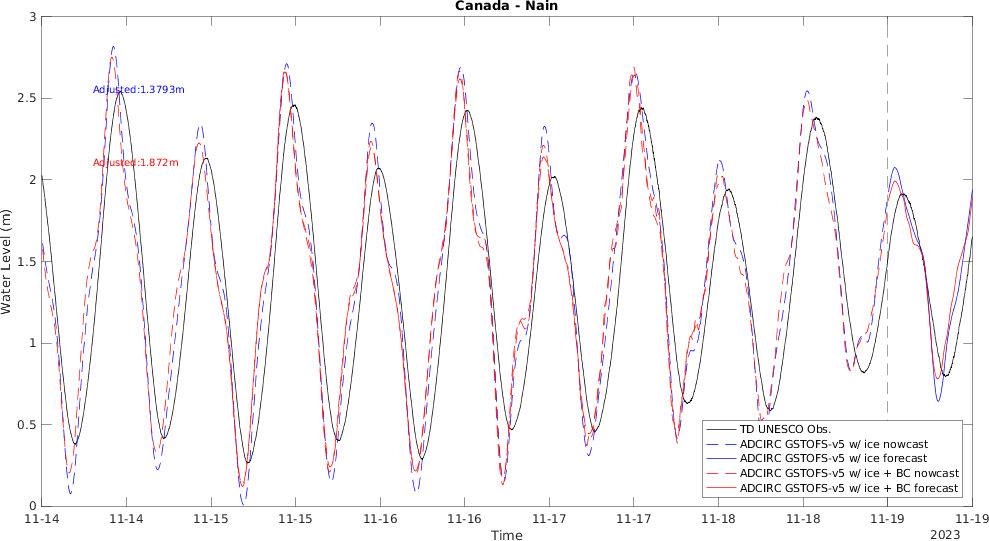 Canada - Nain
3
2.5
2
1.5
1
0.5
0
Water Level (m)
Adjusted:1.3793m
Adjusted:1.872m
TD UNESCO Obs.
ADCIRC GSTOFS-v5 w/ ice nowcast
ADCIRC GSTOFS-v5 w/ ice forecast
ADCIRC GSTOFS-v5 w/ ice + BC nowcast
ADCIRC GSTOFS-v5 w/ ice + BC forecast
11-14 11-14 11-15 11-15 11-16 11-16 11-17 11-17 11-18 11-18 11-19 11-19
Time
2023